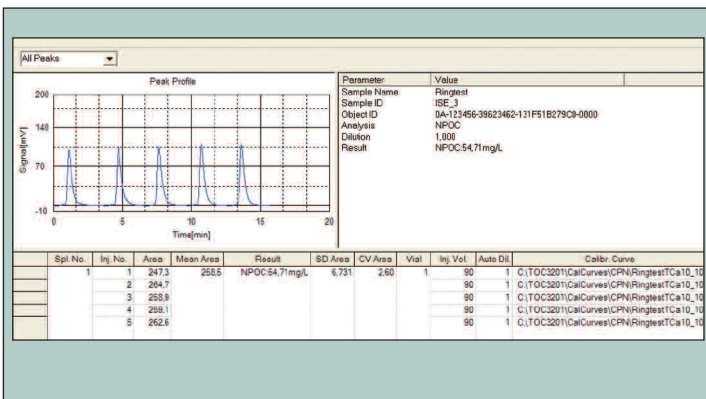 All Peaks
Peak Profile
Signal[mV]
200
140
70
-10
0 5 10 15 20
Time[min]
Parameter Value
Sample Name Ringtest
Sample ID ISE_3
Object ID DA-123456-39623462-131F51B279C0-0000
Analysis NPOC
Dilution 1,000
Result NPOC:54,71mg/L
Spl. No. Inj. No. Area Mean Area Result SD Area CV Area Vial Inj. Vol. Auto Dil. Calibr. Curve
1 1 247,3 258,5 NPOC:54,71mg/L 6,731 2,60 1 90 1 C:\TOC3201\CalCurves\CPN\RingtestTCa10_10
2 264,7 90 1 C:\TOC3201\CalCurves\CPN\RingtestTCa10_10
3 258,9 90 1 C:\TOC3201\CalCurves\CPN\RingtestTCa10_10
4 259,1 90 1 C:\TOC3201\CalCurves\CPN\RingtestTCa10_10
5 262,6 90 1 C:\TOC3201\CalCurves\CPN\RingtestTCa10_10